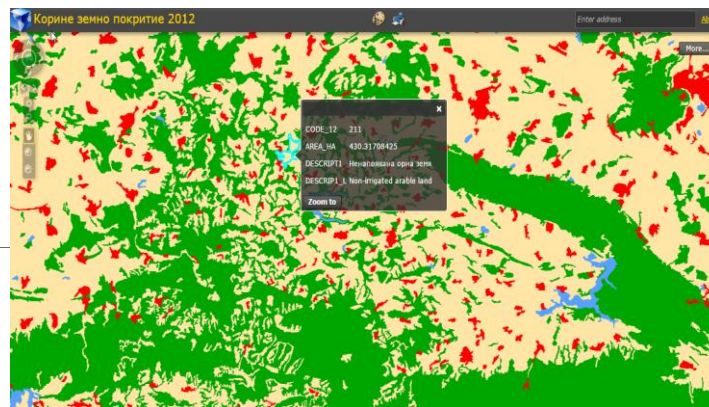 Корине земно покритие 2012
Enter address
More...
CODE_12 211
AREA_HA 430.31708425
DESCRIPT1 Ненапоявана орна земя
DESCRIP1_L Non-irrigated arable land
Zoom to